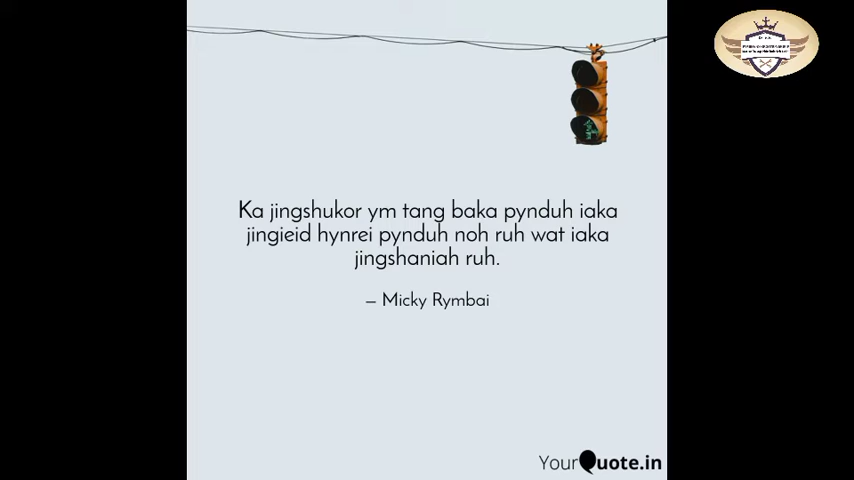 Ka jingshukor ym tang baka pynduh iaka
jingieid hynrei pynduh noh ruh wat iaka
jingshaniah ruh.
– Micky Rymbai
YourQuote.in